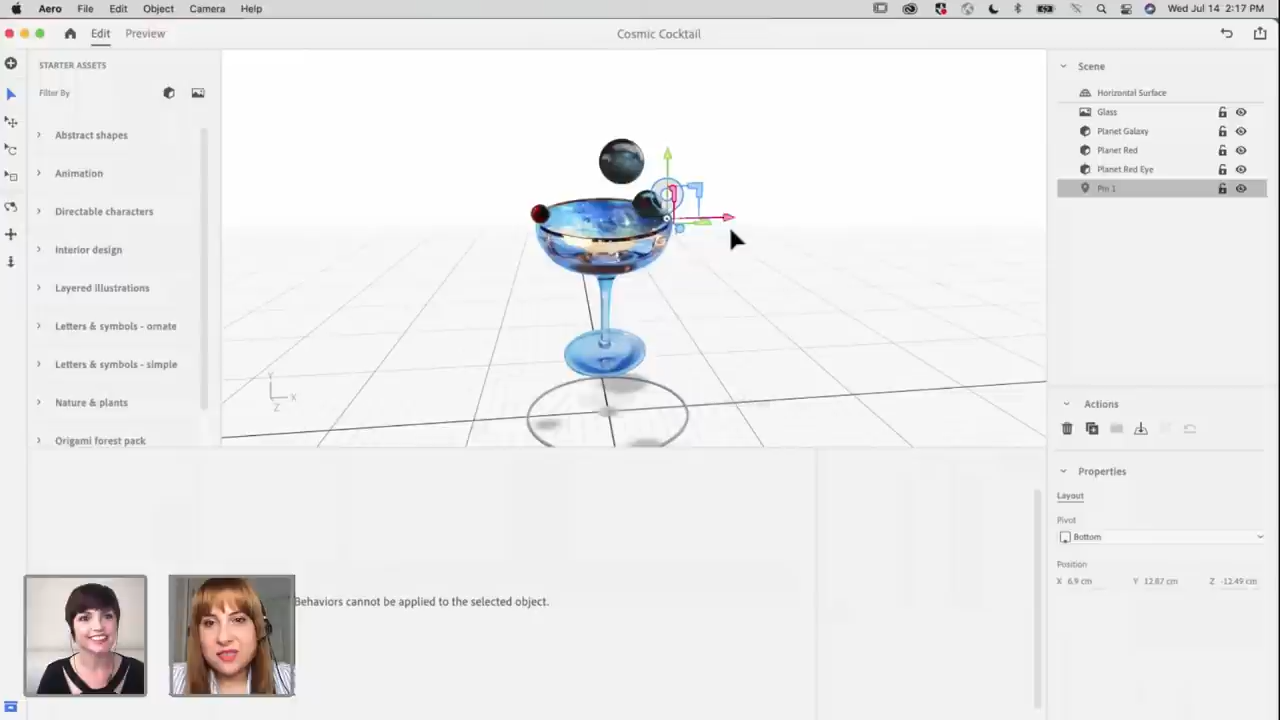 Aero File Edit Object Camera Help Wed Jul 14 2:17 PM
Edit Preview Cosmic Cocktail
STARTER ASSETS
Filter By
Abstract shapes
Animation
Directable characters
Interior design
Layered illustrations
Letters & symbols - ornate
Letters & symbols - simple
Nature & plants
Origami forest pack
Y
X
Z
Behaviors cannot be applied to the selected object.
Scene
Horizontal Surface
Glass
Planet Galaxy
Planet Red
Planet Red Eye
Pin 1
Actions
Properties
Layout
Pivot
Bottom
Position
X 6.9 cm Y 12.87 cm Z -12.49 cm